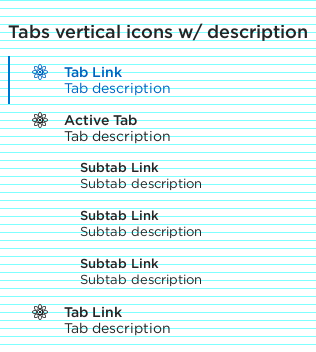 Tabs vertical icons w/ description
Tab Link
Tab description
Active Tab
Tab description
Subtab Link
Subtab description
Subtab Link
Subtab description
Subtab Link
Subtab description
Tab Link
Tab description